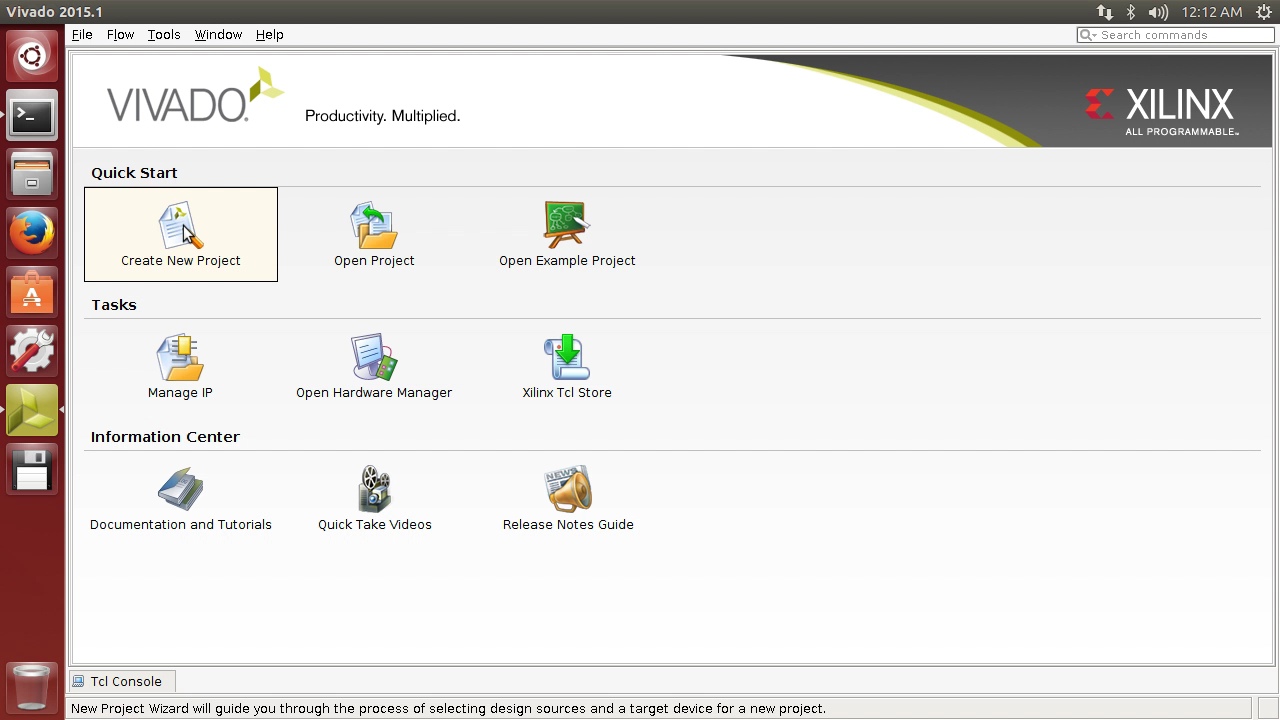 Vivado 2015.1
12:12 AM
File Flow Tools Window Help
Search commands
VIVADO.
Productivity. Multiplied.
XILINX
ALL PROGRAMMABLE™
Quick Start
Create New Project
Open Project
Open Example Project
Tasks
Manage IP
Open Hardware Manager
Xilinx Tcl Store
Information Center
NEWS
Documentation and Tutorials
Quick Take Videos
Release Notes Guide
Tcl Console
New Project Wizard will guide you through the process of selecting design sources and a target device for a new project.